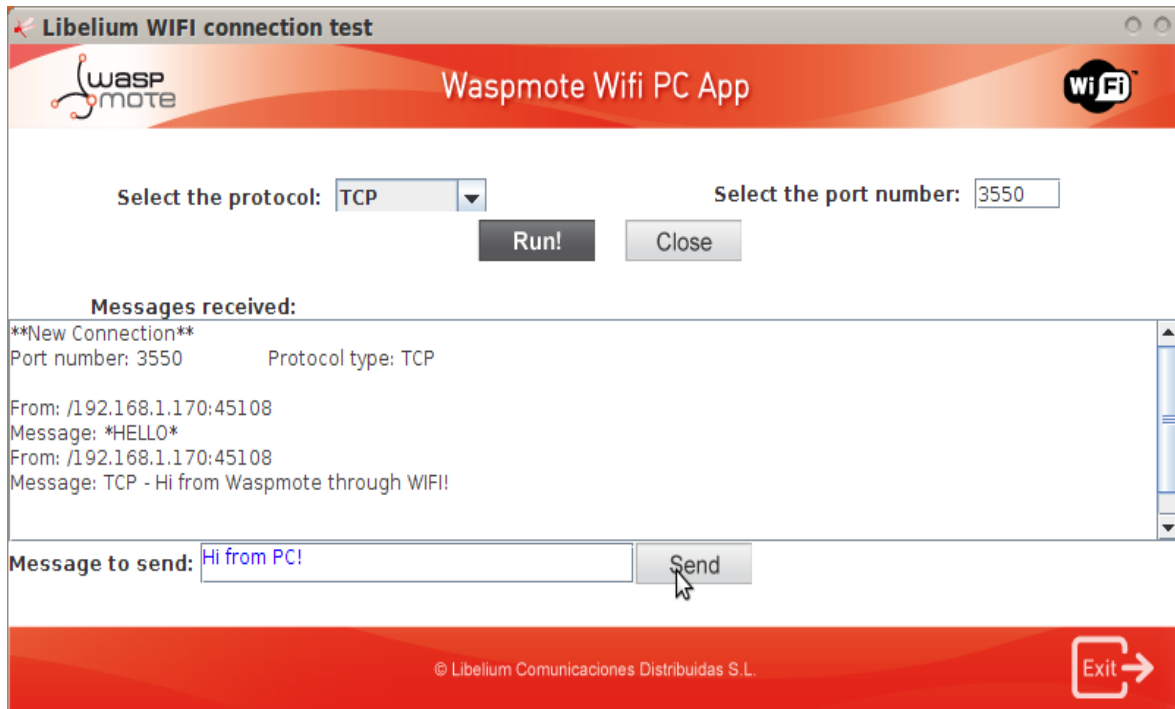 Libelium WIFI connection test
wasp
mote
Waspmote Wifi PC App
WiFi™
Select the protocol: TCP
Select the port number: 3550
Run!
Close
Messages received:
**New Connection**
Port number: 3550 Protocol type: TCP
From: /192.168.1.170:45108
Message: *HELLO*
From: /192.168.1.170:45108
Message: TCP - Hi from Waspmote through WIFI!
Message to send: Hi from PC!
Send
© Libelium Comunicaciones Distribuidas S.L.
Exit